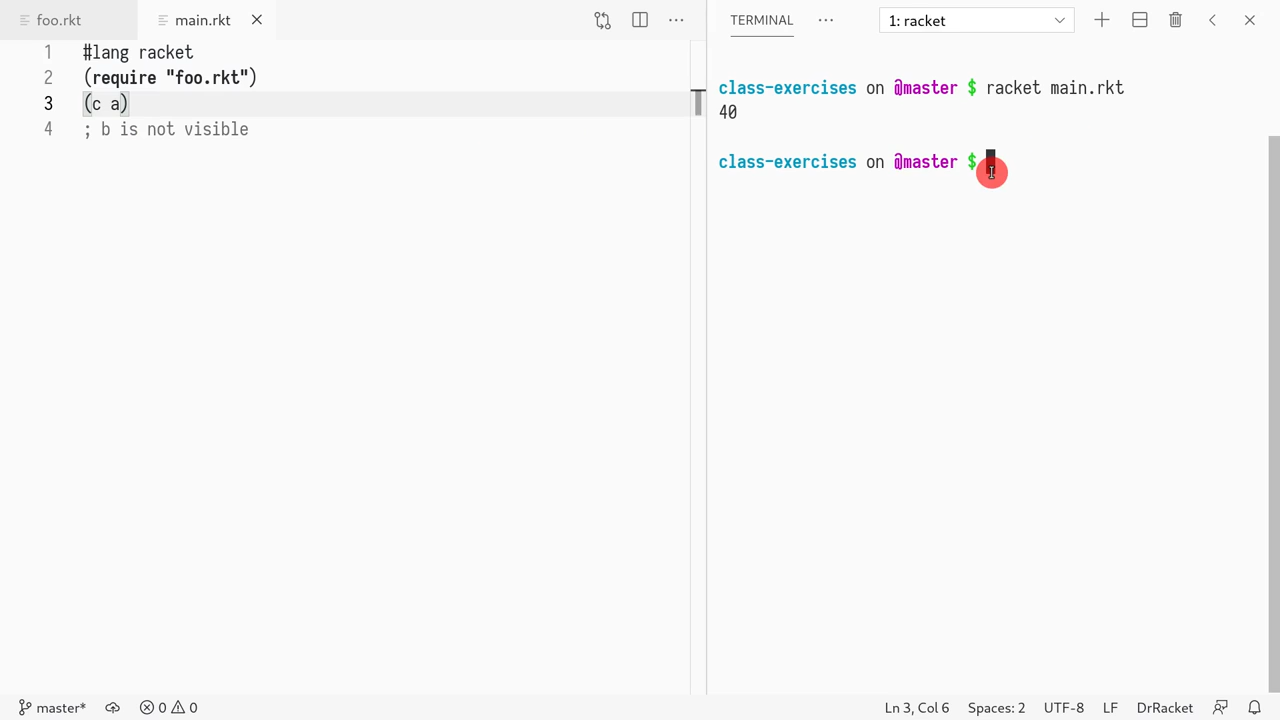 foo.rkt main.rkt
TERMINAL 1: racket
1 #lang racket
2 (require "foo.rkt")
3 (c a)
4 ; b is not visible
class-exercises on @master $ racket main.rkt
40
class-exercises on @master $
master* 0 0 Ln 3, Col 6 Spaces: 2 UTF-8 LF DrRacket